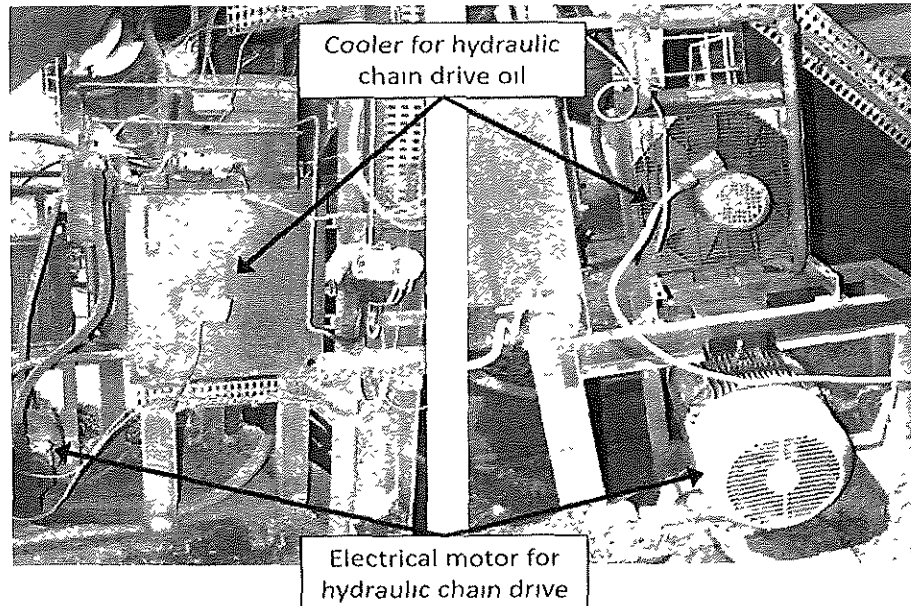 Cooler for hydraulic
chain drive oil
Electrical motor for
hydraulic chain drive